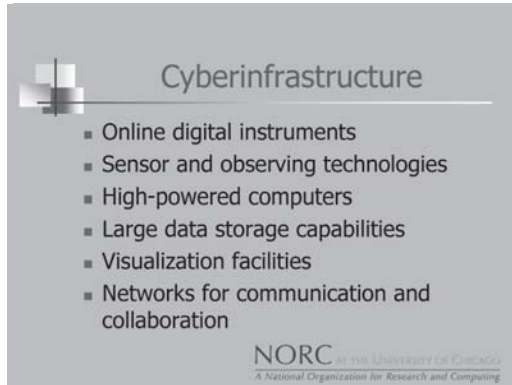 Cyberinfrastructure
Online digital instruments
Sensor and observing technologies
High-powered computers
Large data storage capabilities
Visualization facilities
Networks for communication and
collaboration
NORC AT THE UNIVERSITY OF CHICAGO
A National Organization for Research and Computing